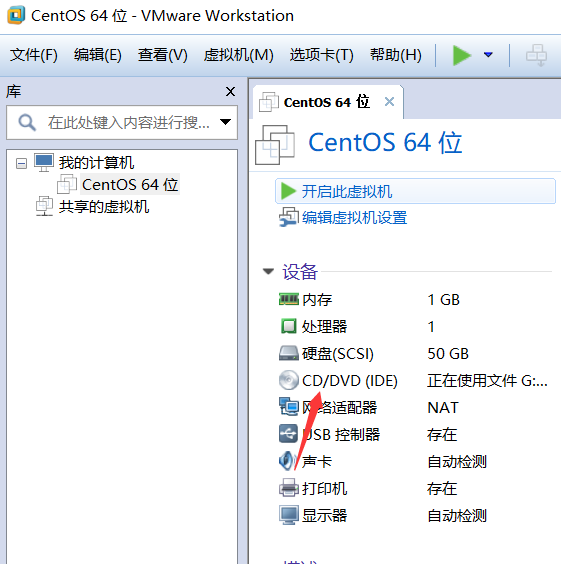 CentOS 64 位 - VMware Workstation
文件(F) 编辑(E) 查看(V) 虚拟机(M) 选项卡(T) 帮助(H)
库
CentOS 64 位
在此处键入内容进行搜...
我的计算机
CentOS 64 位
共享的虚拟机
CentOS 64 位
开启此虚拟机
编辑虚拟机设置
设备
内存 1 GB
处理器 1
硬盘(SCSI) 50 GB
CD/DVD (IDE) 正在使用文件 G:...
网络适配器 NAT
USB 控制器 存在
声卡 自动检测
打印机 存在
显示器 自动检测